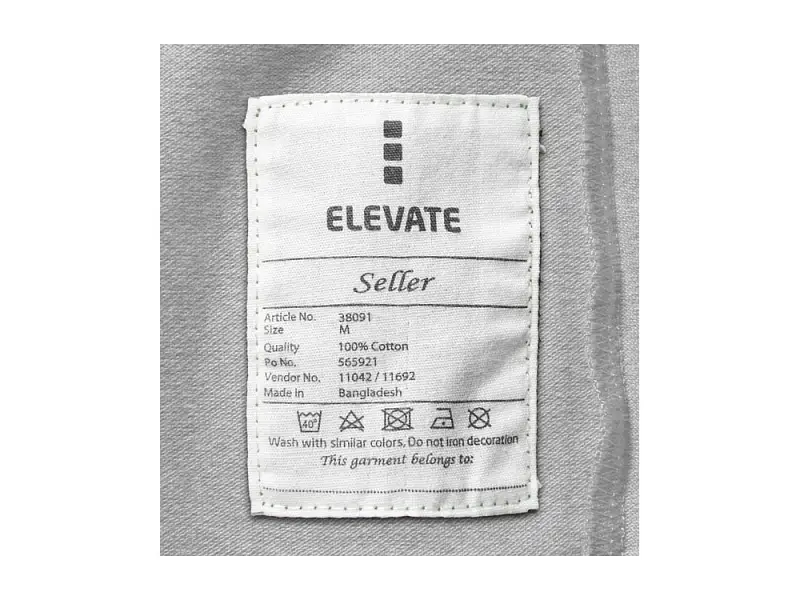 ELEVATE
Seller
Article No. 38091
Size M
Quality 100% Cotton
Po No. 565921
Vendor No. 11042 / 11692
Made in Bangladesh
40°
Wash with similar colors, Do not iron decoration
This garment belongs to: